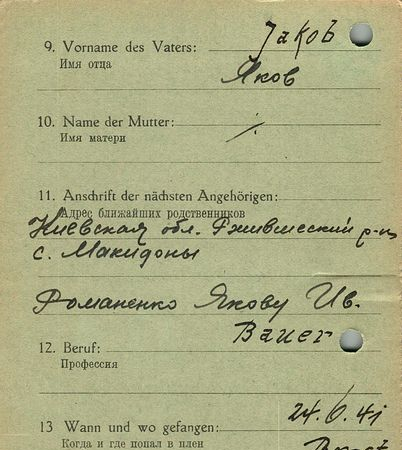 9. Vorname des Vaters: Jakob
Имя отца Яков
10. Name der Mutter: ./.
Имя матери
11. Anschrift der nächsten Angehörigen:
Адрес ближайших родственников
Киевская обл. р-н
с. Макидоны
Романенко Якову Ив.
Bauer
12. Beruf:
Профессия
24.6.41
13 Wann und wo gefangen:
Когда и где попал в плен